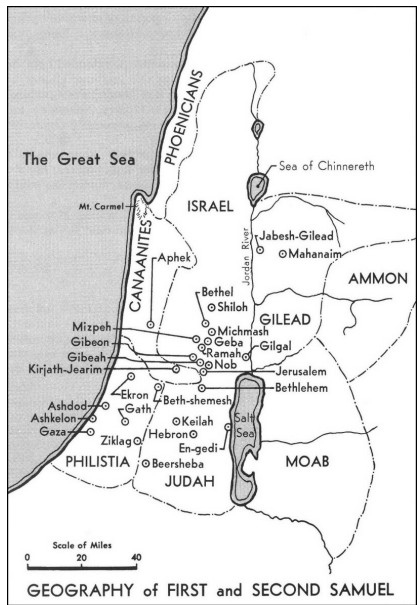 PHOENICIANS
The Great Sea
Sea of Chinnereth
ISRAEL
Mt. Carmel
CANAANITES
Jordan River
Jabesh-Gilead
Mahanaim
Aphek
AMMON
Bethel
Shiloh
GILEAD
Mizpeh
Michmash
Gibeon
Geba
Ramah
Gilgal
Gibeah
Nob
Kirjath-Jearim
Jerusalem
Bethlehem
Ekron
Beth-shemesh
Ashdod
Gath
Keilah
Salt
Sea
Ashkelon
Gaza
Hebron
Ziklag
En-gedi
PHILISTIA
Beersheba
MOAB
JUDAH
Scale of Miles
0 20 40
GEOGRAPHY of FIRST and SECOND SAMUEL